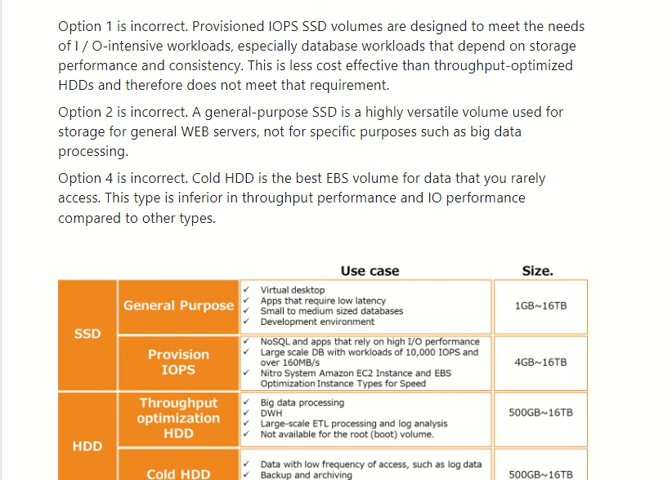 Option 1 is incorrect. Provisioned IOPS SSD volumes are designed to meet the needs
of I / O-intensive workloads, especially database workloads that depend on storage
performance and consistency. This is less cost effective than throughput-optimized
HDDs and therefore does not meet that requirement.
Option 2 is incorrect. A general-purpose SSD is a highly versatile volume used for
storage for general WEB servers, not for specific purposes such as big data
processing.
Option 4 is incorrect. Cold HDD is the best EBS volume for data that you rarely
access. This type is inferior in throughput performance and IO performance
compared to other types.
Use case
Size.
SSD
General Purpose
✓ Virtual desktop
✓ Apps that require low latency
✓ Small to medium sized databases
✓ Development environment
1GB~16TB
Provision
IOPS
✓ NoSQL and apps that rely on high I/O performance
✓ Large scale DB with workloads of 10,000 IOPS and
over 160MB/s
✓ Nitro System Amazon EC2 Instance and EBS
Optimization Instance Types for Speed
4GB~16TB
HDD
Throughput
optimization
HDD
✓ Big data processing
✓ DWH
✓ Large-scale ETL processing and log analysis
✓ Not available for the root (boot) volume.
500GB~16TB
Cold HDD
✓ Data with low frequency of access, such as log data
✓ Backup and archiving
500GB~16TB